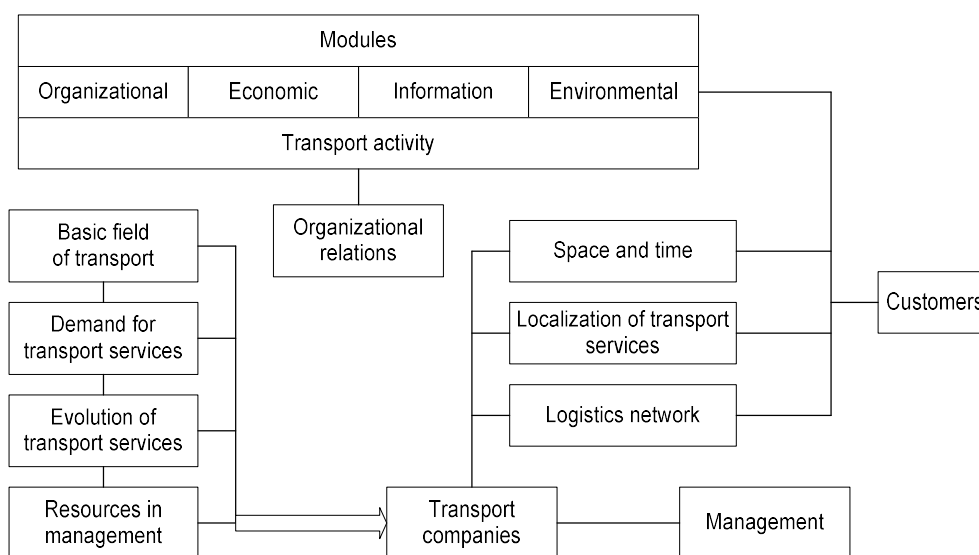 Modules
Organizational
Economic
Information
Environmental
Transport activity
Organizational
relations
Basic field
of transport
Demand for
transport services
Evolution of
transport services
Resources in
management
Space and time
Localization of transport
services
Logistics network
Customers
Transport
companies
Management